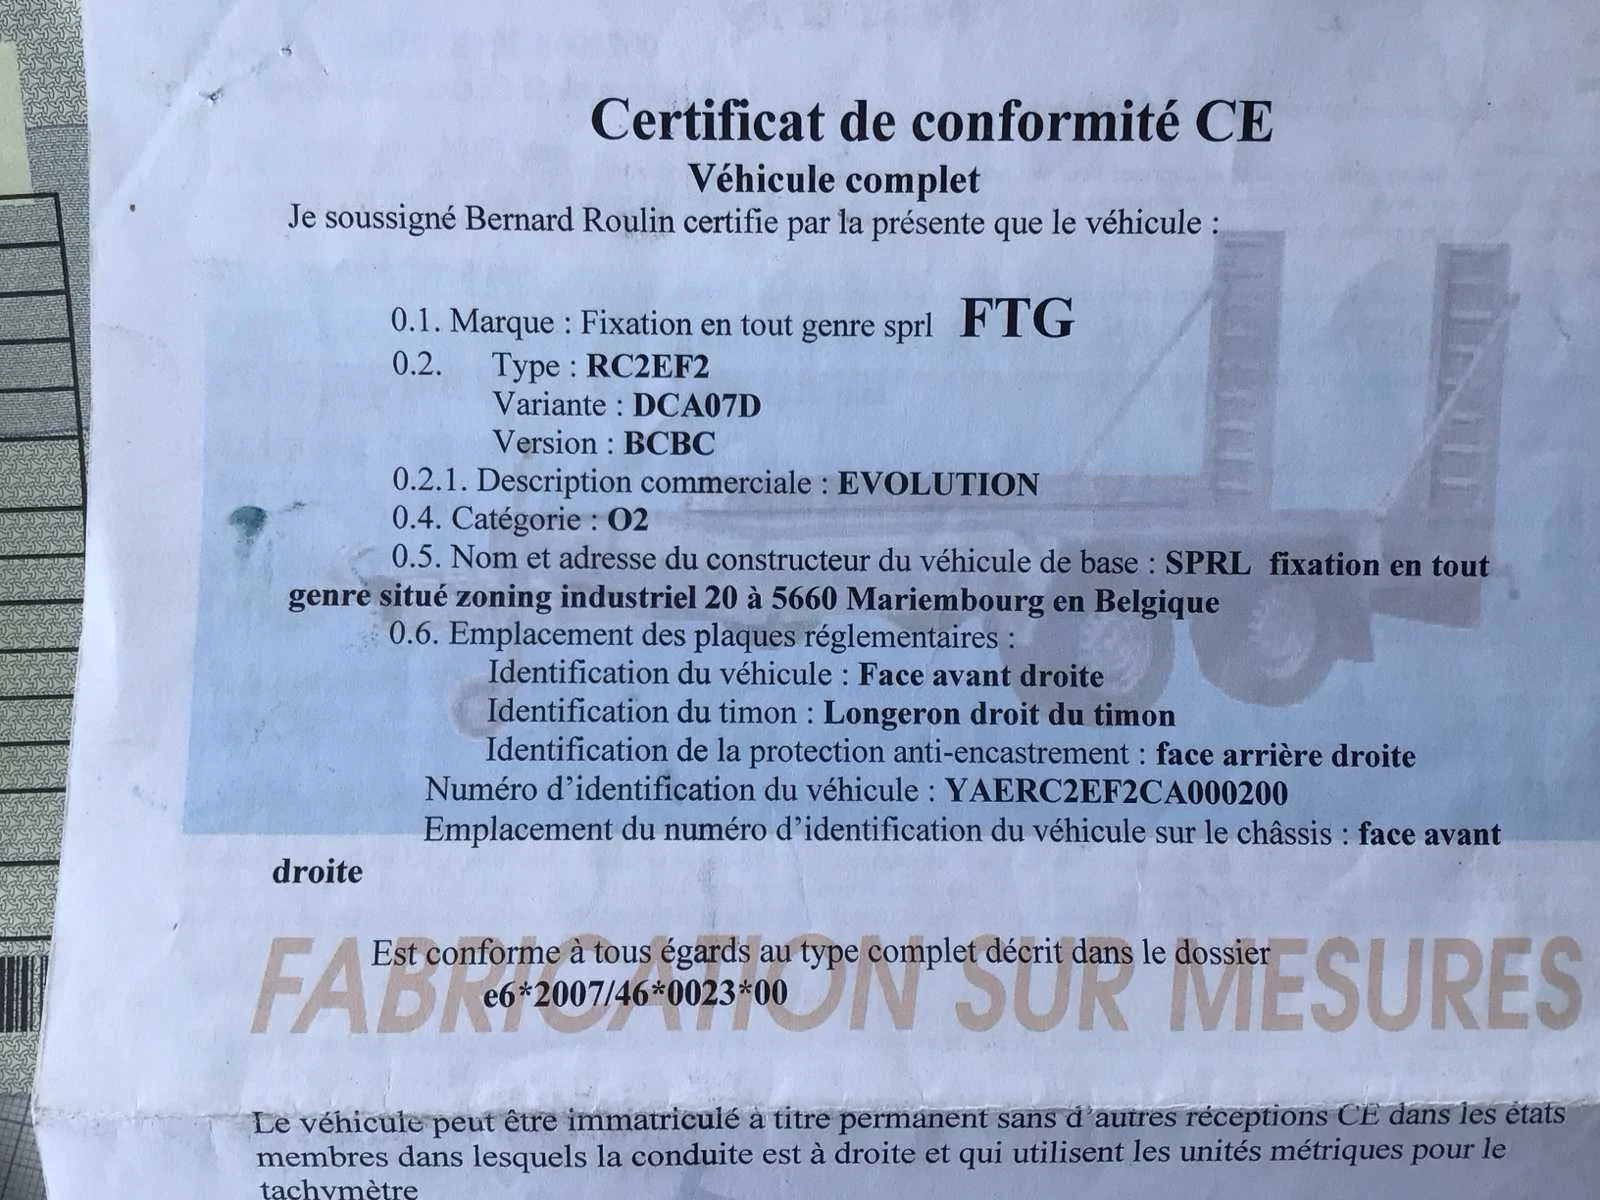 Certificat de conformité CE
Véhicule complet
Je soussigné Bernard Roulin certifie par la présente que le véhicule :
0.1. Marque : Fixation en tout genre sprl FTG
0.2. Type : RC2EF2
Variante : DCA07D
Version : BCBC
0.2.1. Description commerciale : EVOLUTION
0.4. Catégorie : O2
0.5. Nom et adresse du constructeur du véhicule de base : SPRL fixation en tout
genre situé zoning industriel 20 à 5660 Mariembourg en Belgique
0.6. Emplacement des plaques réglementaires :
Identification du véhicule : Face avant droite
Identification du timon : Longeron droit du timon
Identification de la protection anti-encastrement : face arrière droite
Numéro d'identification du véhicule : YAERC2EF2CA000200
Emplacement du numéro d'identification du véhicule sur le châssis : face avant
droite
Est conforme à tous égards au type complet décrit dans le dossier
e6*2007/46*0023*00
FABRICATION SUR MESURES
Le véhicule peut être immatriculé à titre permanent sans d'autres réceptions CE dans les états
membres dans lesquels la conduite est à droite et qui utilisent les unités métriques pour le
tachymètre